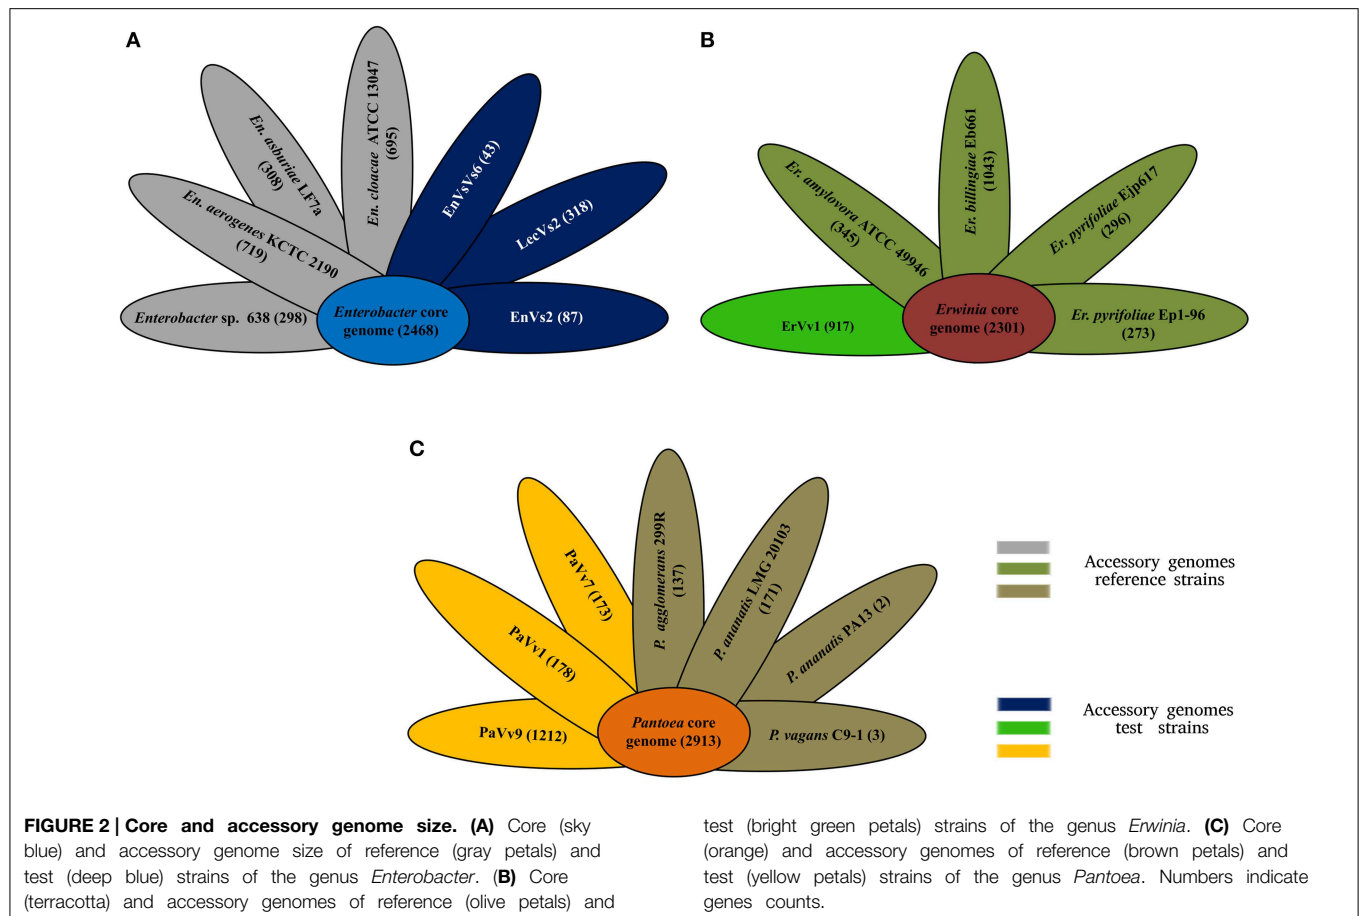 A
En. cloacae ATCC 13047
(695)
En. asburiae LF7a
(308)
EnVsVs6 (43)
En. aerogenes KCTC 2190
(719)
LecVs2 (318)
Enterobacter sp. 638 (298)
Enterobacter core
genome (2468)
EnVs2 (87)
B
Er. billingiae Eb661
(1043)
Er. amylovora ATCC 49946
(345)
Er. pyrifoliae Ejp617
(296)
ErVv1 (917)
Erwinia core
genome (2301)
Er. pyrifoliae Ep1-96
(273)
C
P. agglomerans 299R
(137)
PaVv7 (173)
P. ananatis LMG 20103
(171)
PaVv1 (178)
P. ananatis PA13 (2)
PaVv9 (1212)
Pantoea core
genome (2913)
P. vagans C9-1 (3)
Accessory genomes
reference strains
Accessory genomes
test strains
FIGURE 2 | Core and accessory genome size. (A) Core (sky
blue) and accessory genome size of reference (gray petals) and
test (deep blue) strains of the genus Enterobacter. (B) Core
(terracotta) and accessory genomes of reference (olive petals) and
test (bright green petals) strains of the genus Erwinia. (C) Core
(orange) and accessory genomes of reference (brown petals) and
test (yellow petals) strains of the genus Pantoea. Numbers indicate
genes counts.